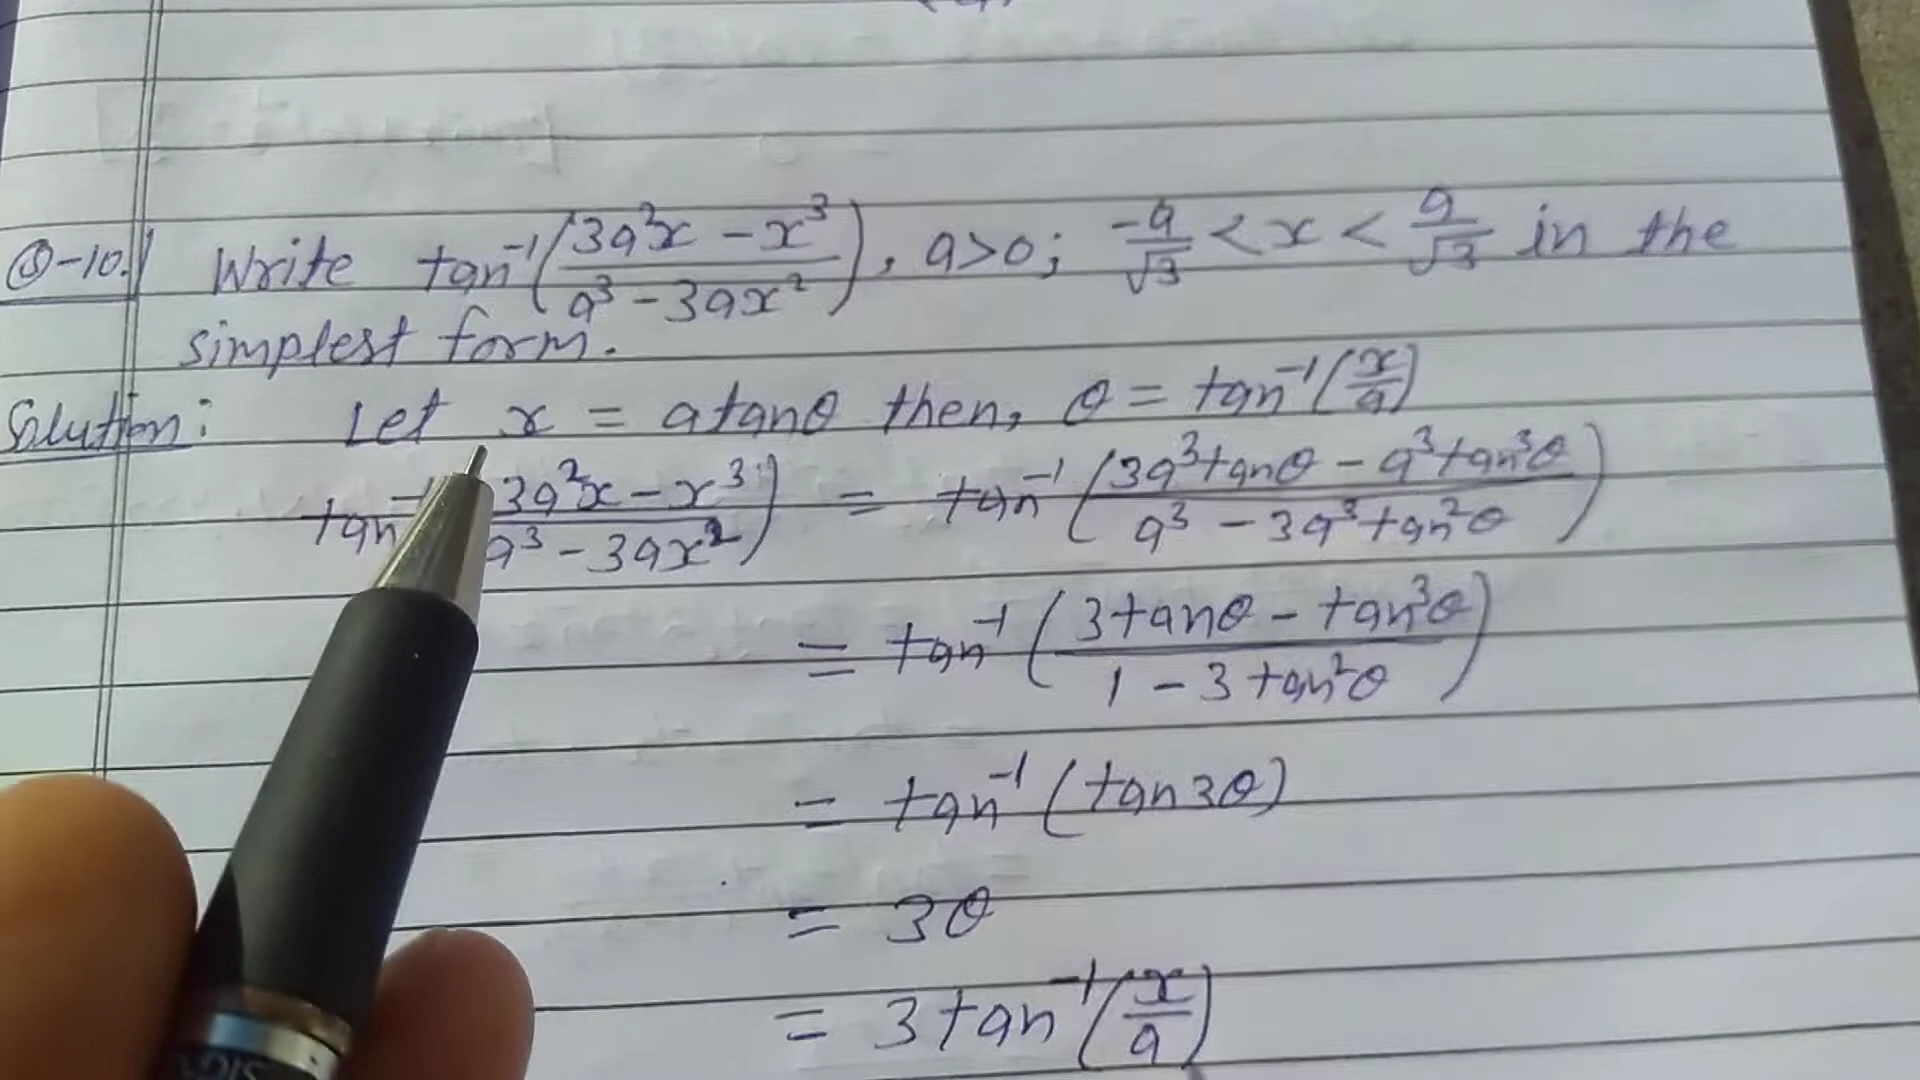 Q-10. Write tan⁻¹((3a²x - x³)/(a³ - 3ax²)), a>0; -a/√3 < x < a/√3 in the
simplest form.
Solution: Let x = a tanθ then, θ = tan⁻¹(x/a)
tan⁻¹ (3a²x - x³)/(a³ - 3ax²)) = tan⁻¹((3a³tanθ - a³tan³θ)/(a³ - 3a³tan²θ))
= tan⁻¹((3tanθ - tan³θ)/(1 - 3tan²θ))
= tan⁻¹(tan3θ)
= 3θ
= 3tan⁻¹(x/a)